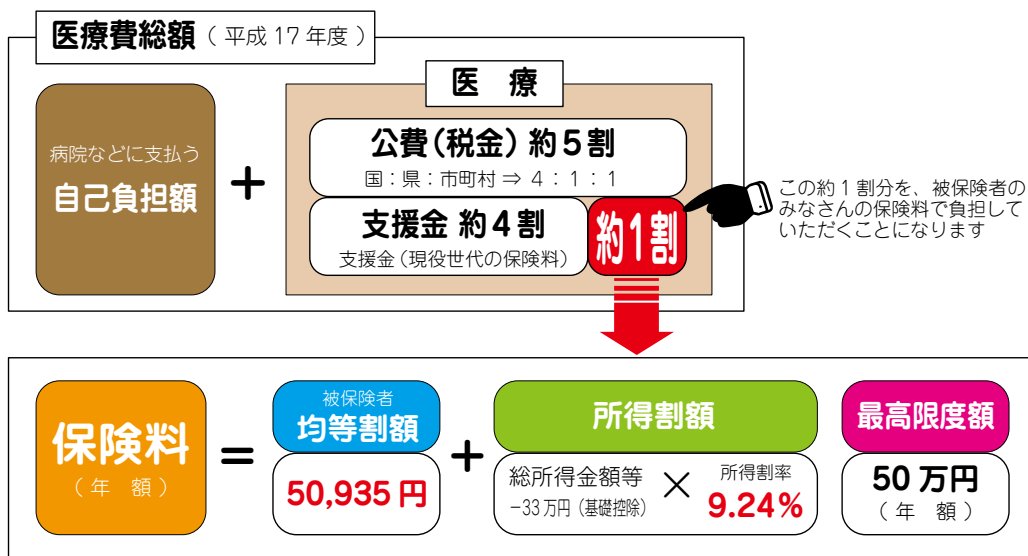 医療費総額（平成17年度）
医 療
病院などに支払う
自己負担額
+
公費（税金）約5割
国：県：市町村 ⇒ 4：1：1
支援金 約4割
支援金（現役世代の保険料）
約1割
この約1割分を、被保険者の
みなさんの保険料で負担して
いただくことになります
保険料
（年 額）
=
被保険者
均等割額
50,935円
+
所得割額
総所得金額等
−33万円（基礎控除）
×
所得割率
9.24%
最高限度額
50万円
（年 額）